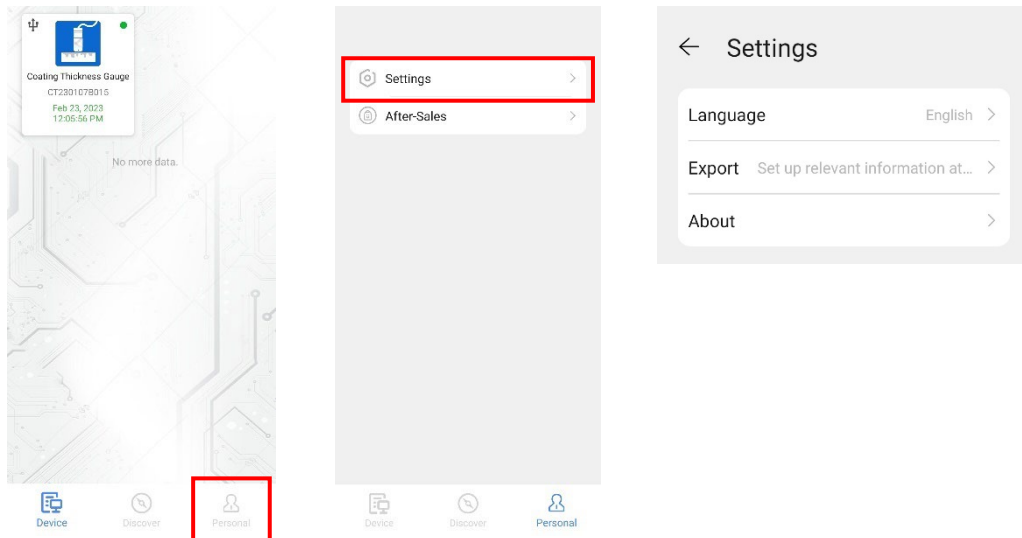 Coating Thickness Gauge
CT2301078015
Feb 23, 2023
12:05:56 PM
No more data.
Device
Discover
Personal
Settings
After-Sales
Device
Discover
Personal
Settings
Language English
Export Set up relevant information at...
About